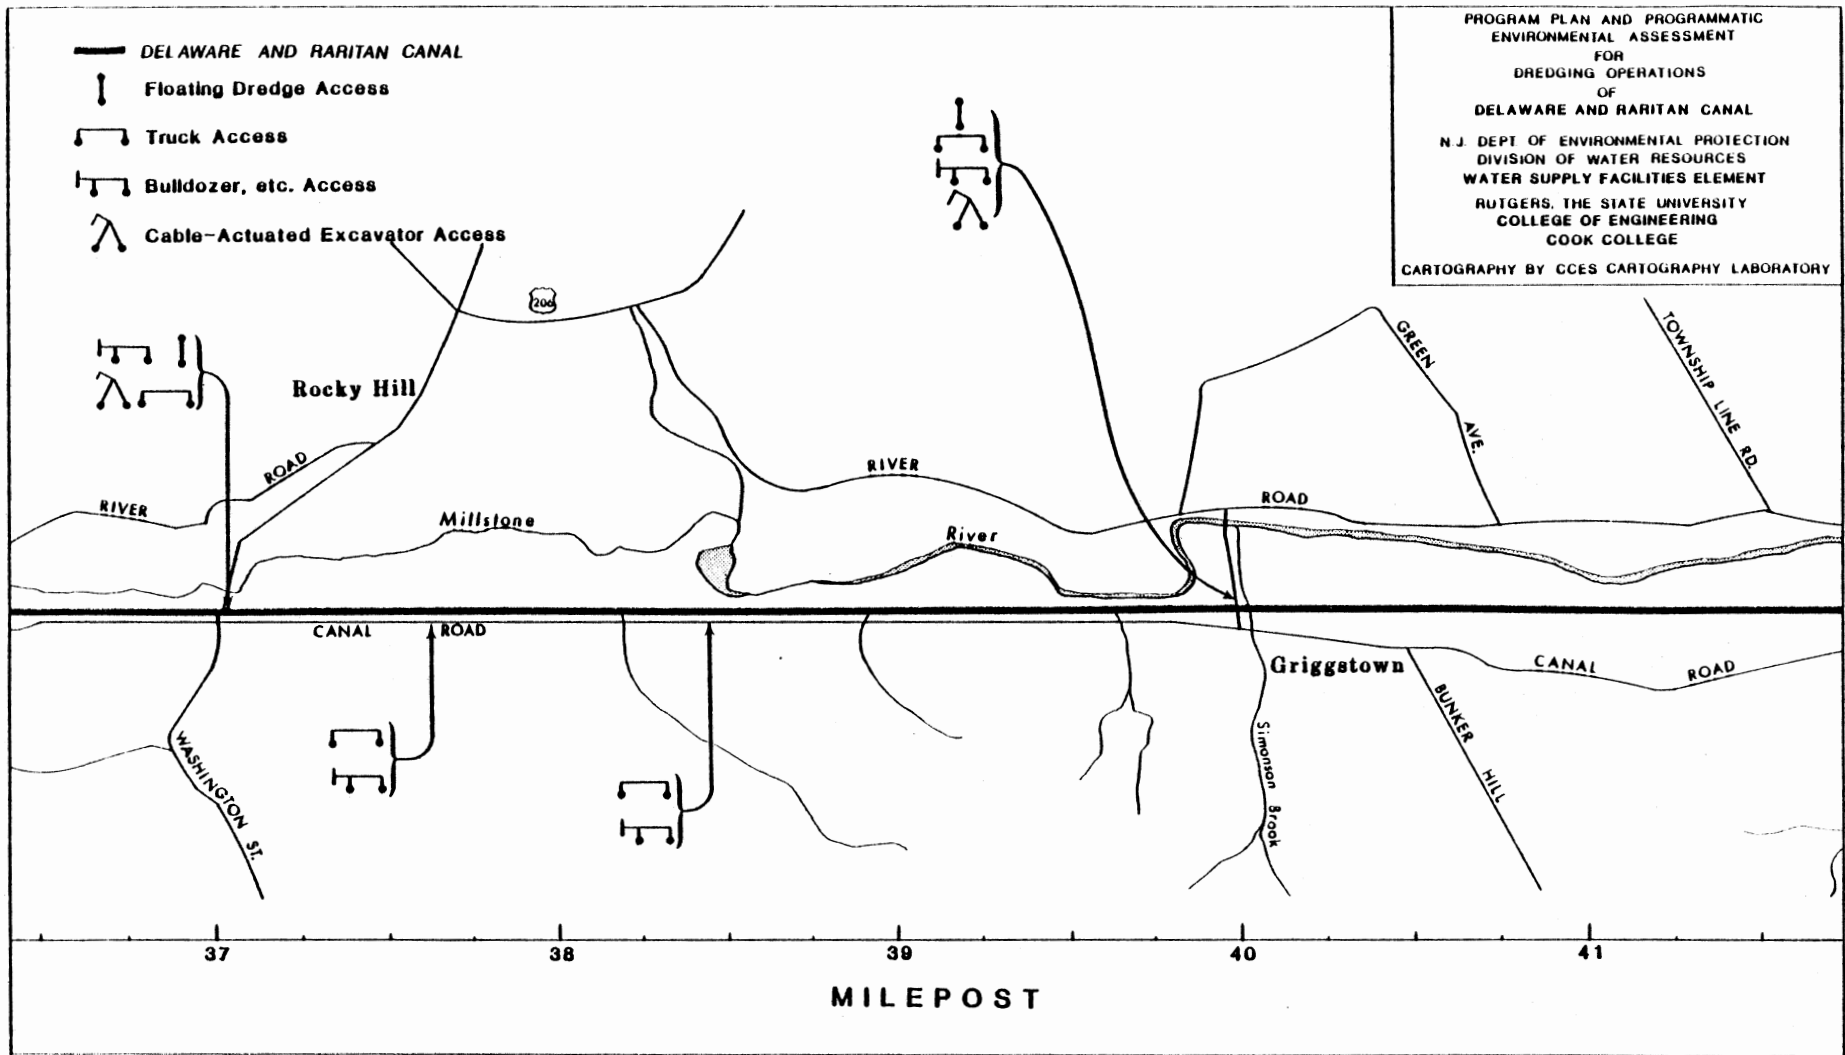 DELAWARE AND RARITAN CANAL
Floating Dredge Access
Truck Access
Bulldozer, etc. Access
Cable-Actuated Excavator Access
PROGRAM PLAN AND PROGRAMMATIC
ENVIRONMENTAL ASSESSMENT
FOR
DREDGING OPERATIONS
OF
DELAWARE AND RARITAN CANAL
N.J. DEPT. OF ENVIRONMENTAL PROTECTION
DIVISION OF WATER RESOURCES
WATER SUPPLY FACILITIES ELEMENT
RUTGERS, THE STATE UNIVERSITY
COLLEGE OF ENGINEERING
COOK COLLEGE
CARTOGRAPHY BY CCES CARTOGRAPHY LABORATORY
206
GREEN
AVE.
TOWNSHIP LINE RD.
Rocky Hill
RIVER
ROAD
RIVER
ROAD
Millstone
River
CANAL
ROAD
Griggstown
CANAL
ROAD
WASHINGTON ST.
Simonson Brook
BUNKER
HILL
37
38
39
40
41
MILEPOST